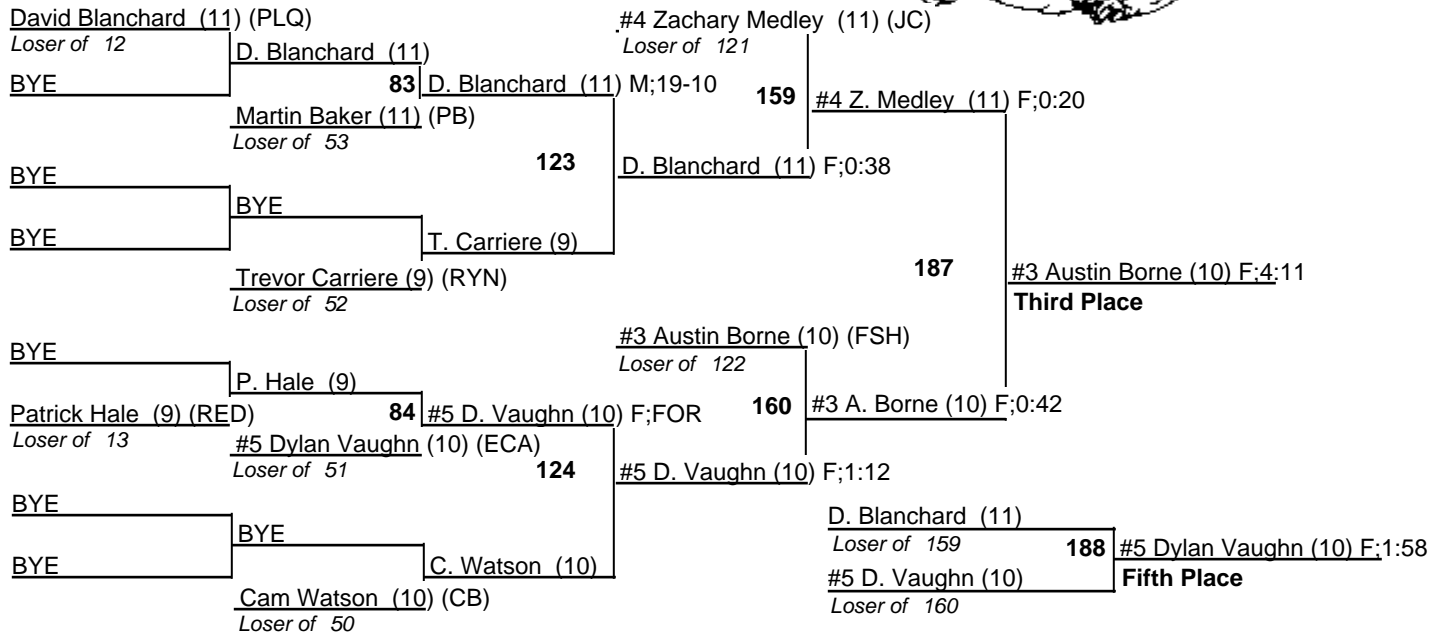 David Blanchard (11) (PLQ)
Loser of 12
BYE
D. Blanchard (11)
83
Martin Baker (11) (PB)
Loser of 53
D. Blanchard (11) M;19-10
BYE
BYE
BYE
Trevor Carriere (9) (RYN)
Loser of 52
T. Carriere (9)
123
D. Blanchard (11) F;0:38
#4 Zachary Medley (11) (JC)
Loser of 121
159
#4 Z. Medley (11) F;0:20
BYE
Patrick Hale (9) (RED)
Loser of 13
P. Hale (9)
84
#5 Dylan Vaughn (10) (ECA)
Loser of 51
#5 D. Vaughn (10) F;FOR
BYE
BYE
BYE
Cam Watson (10) (CB)
Loser of 50
C. Watson (10)
124
#5 D. Vaughn (10) F;1:12
#3 Austin Borne (10) (FSH)
Loser of 122
160
#3 A. Borne (10) F;0:42
187
#3 Austin Borne (10) F;4:11
Third Place
D. Blanchard (11)
Loser of 159
#5 D. Vaughn (10)
Loser of 160
188
#5 Dylan Vaughn (10) F;1:58
Fifth Place